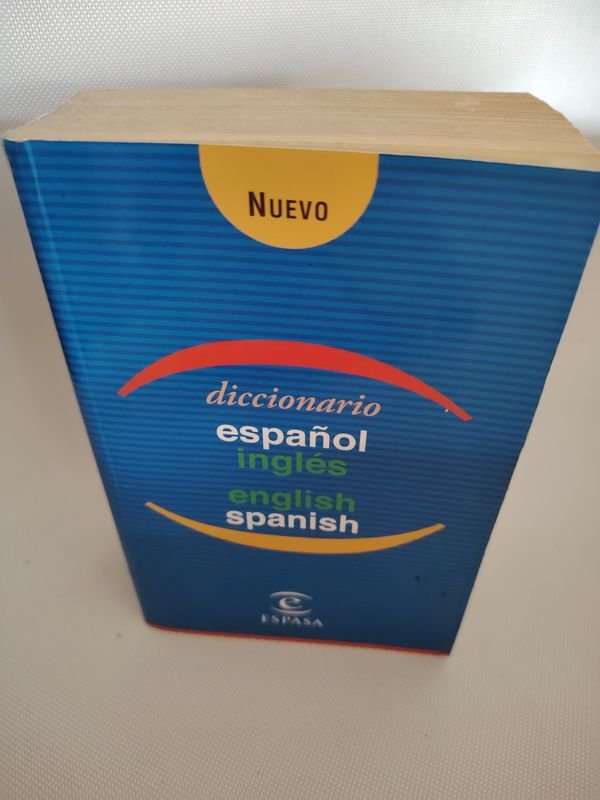 NUEVO
diccionario
español
inglés
english
spanish
e
ESPASA